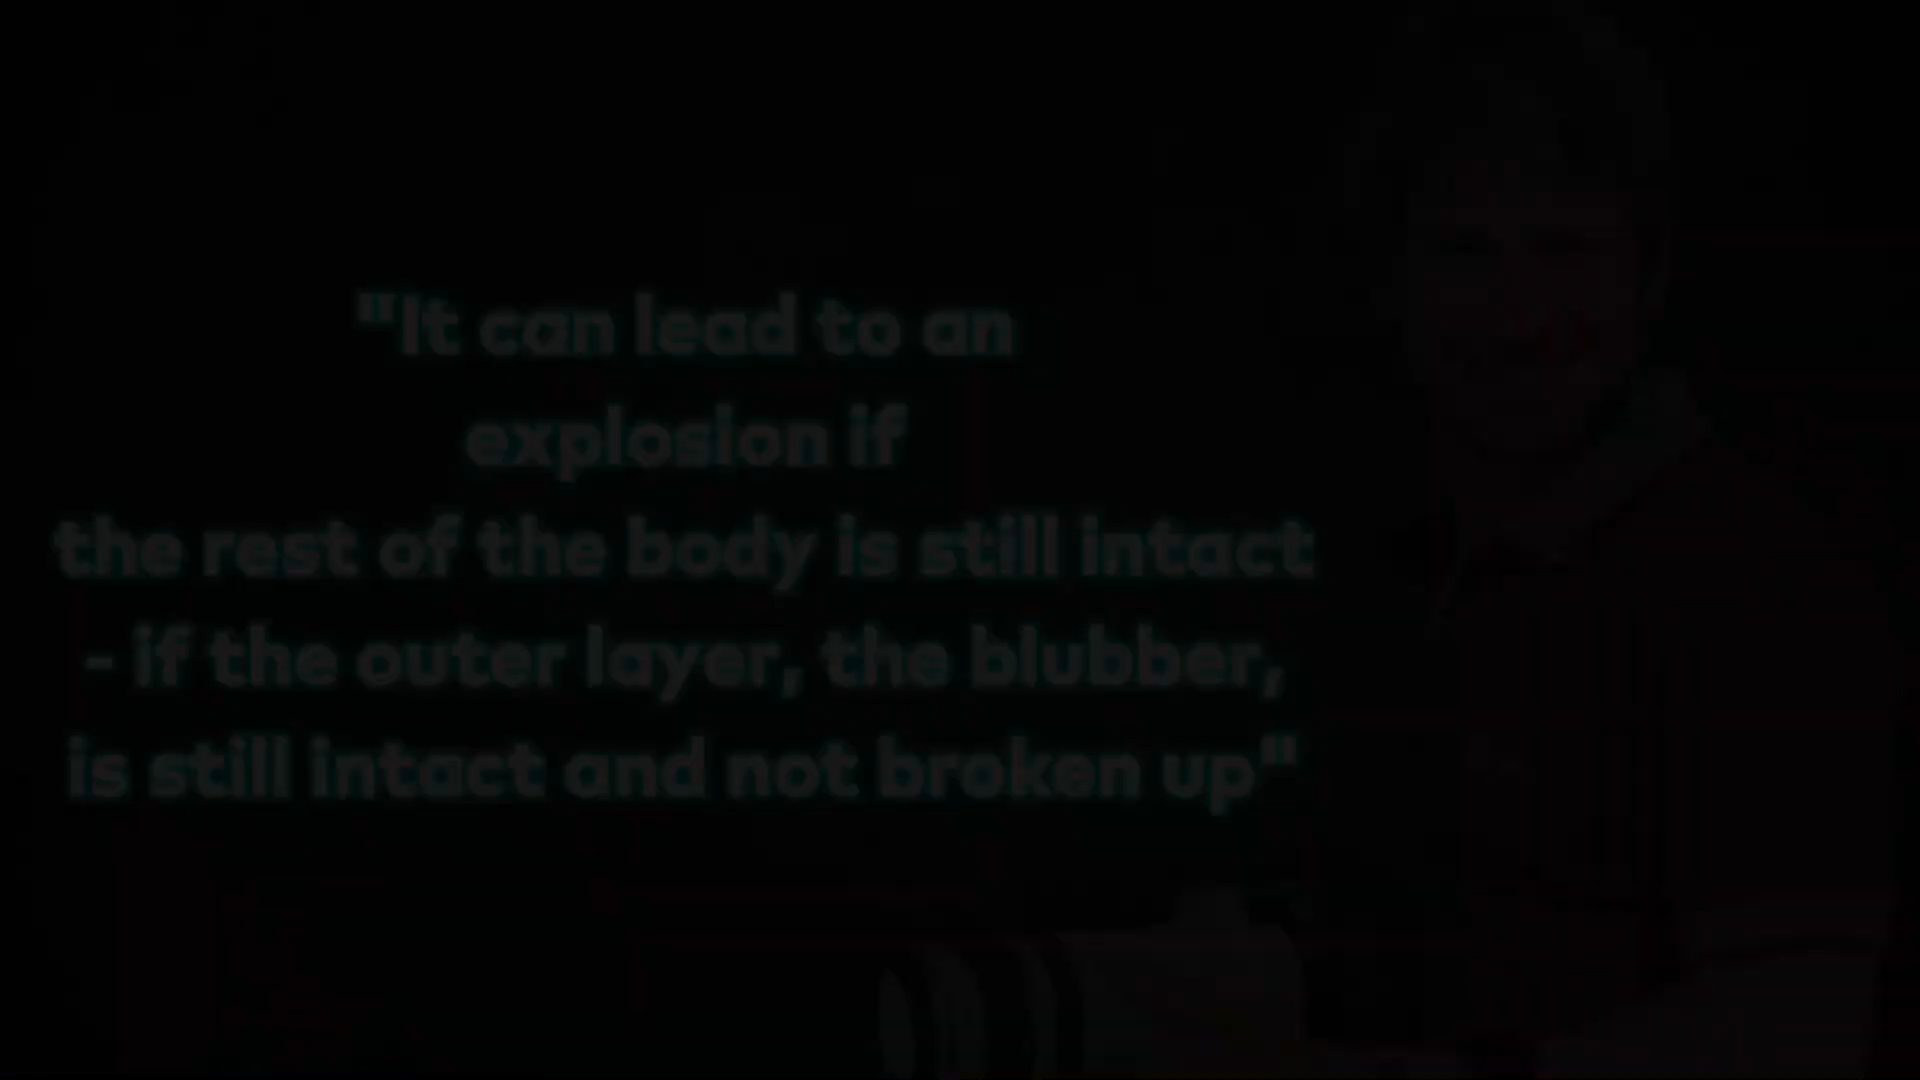 "It can lead to an
explosion if
the rest of the body is still intact
- if the outer layer, the blubber,
is still intact and not broken up"